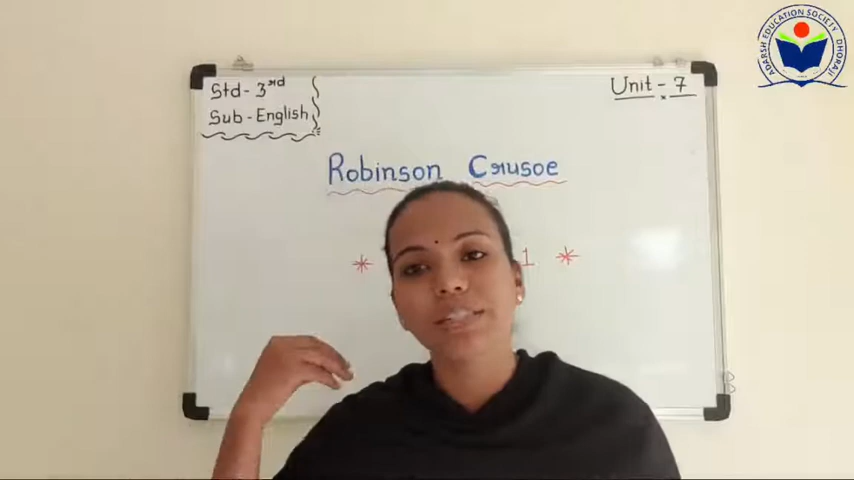 Std - 3rd
Sub - English
Unit - 7
Robinson Crusoe
* 1 *
ADARSH EDUCATION SOCIETY DHORAJI